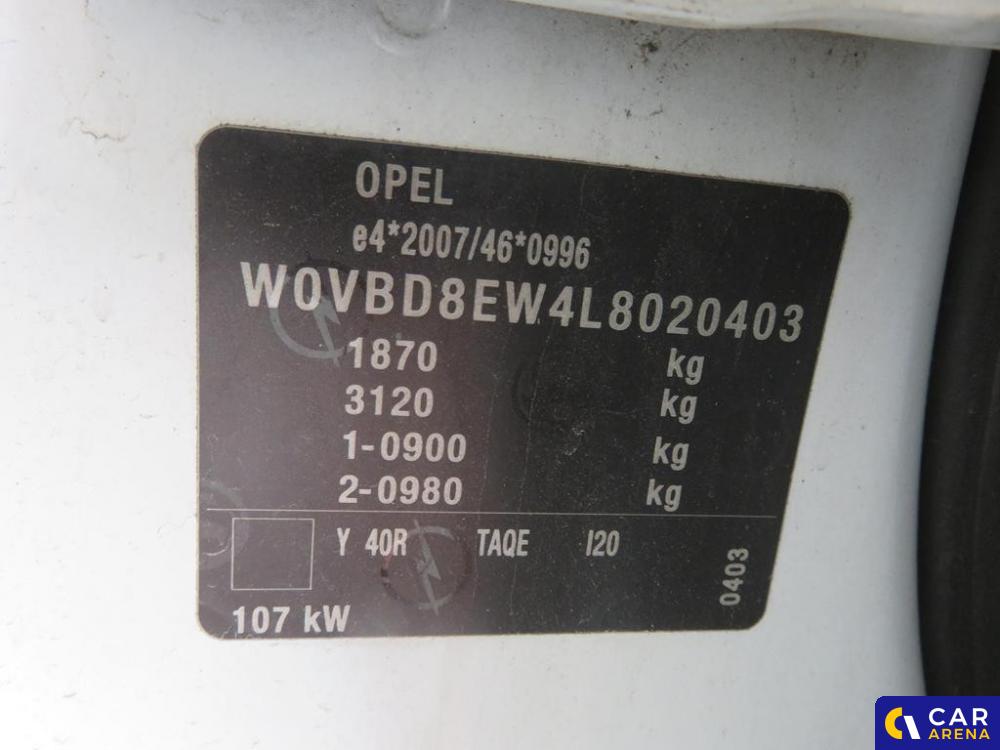 OPEL
e4*2007/46*0996
W0VBD8EW4L8020403
1870 kg
3120 kg
1-0900 kg
2-0980 kg
Y 40R TAQE I20
0403
107 kW
CAR
ARENA